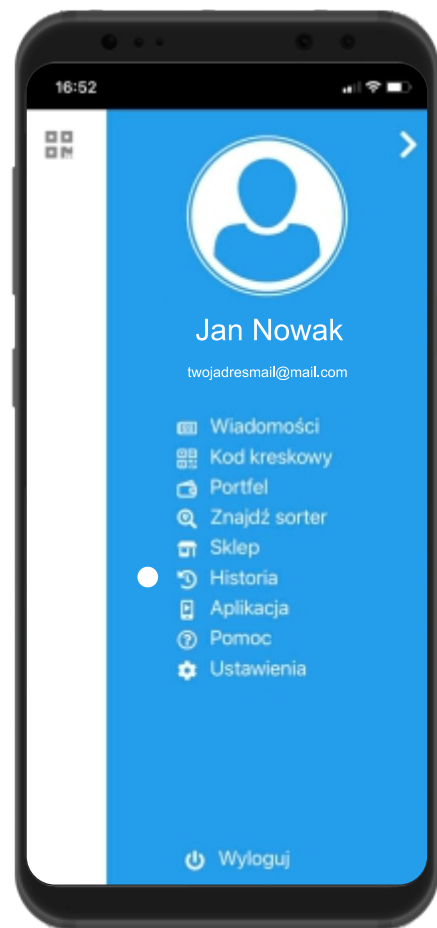 16:52
Jan Nowak
twojadresmail@mail.com
Wiadomości
Kod kreskowy
Portfel
Znajdź sorter
Sklep
Historia
Aplikacja
Pomoc
Ustawienia
Wyloguj